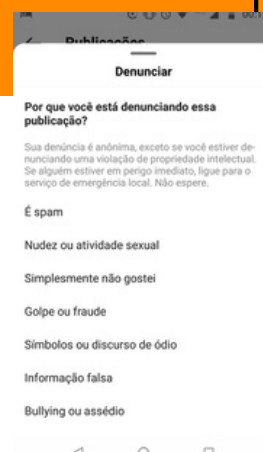 Publicações
Denunciar
Por que você está denunciando essa
publicação?
Sua denúncia é anônima, exceto se você estiver de-
nunciando uma violação de propriedade intelectual.
Se alguém estiver em perigo imediato, ligue para o
serviço de emergência local. Não espere.
É spam
Nudez ou atividade sexual
Simplesmente não gostei
Golpe ou fraude
Símbolos ou discurso de ódio
Informação falsa
Bullying ou assédio